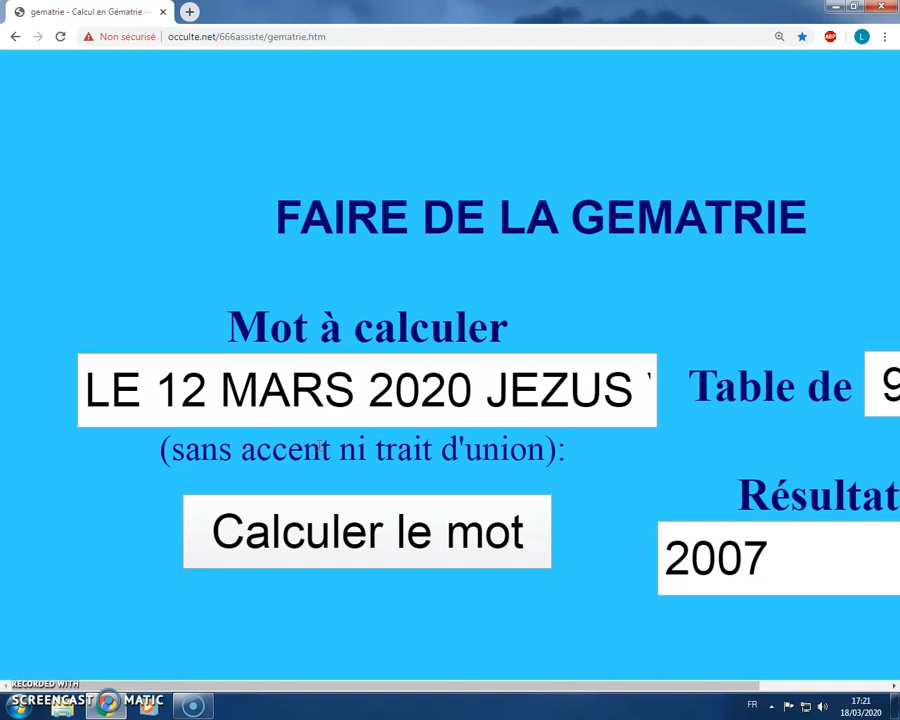 gematrie - Calcul en Gématrie -
Non sécurisé occulte.net/666assiste/gematrie.htm
ABP
L
FAIRE DE LA GEMATRIE
Mot à calculer
LE 12 MARS 2020 JEZUS
Table de 9
(sans accent ni trait d'union):
Résultat
Calculer le mot
2007
RECORDED WITH
SCREENCAST MATIC
FR
17:21
18/03/2020